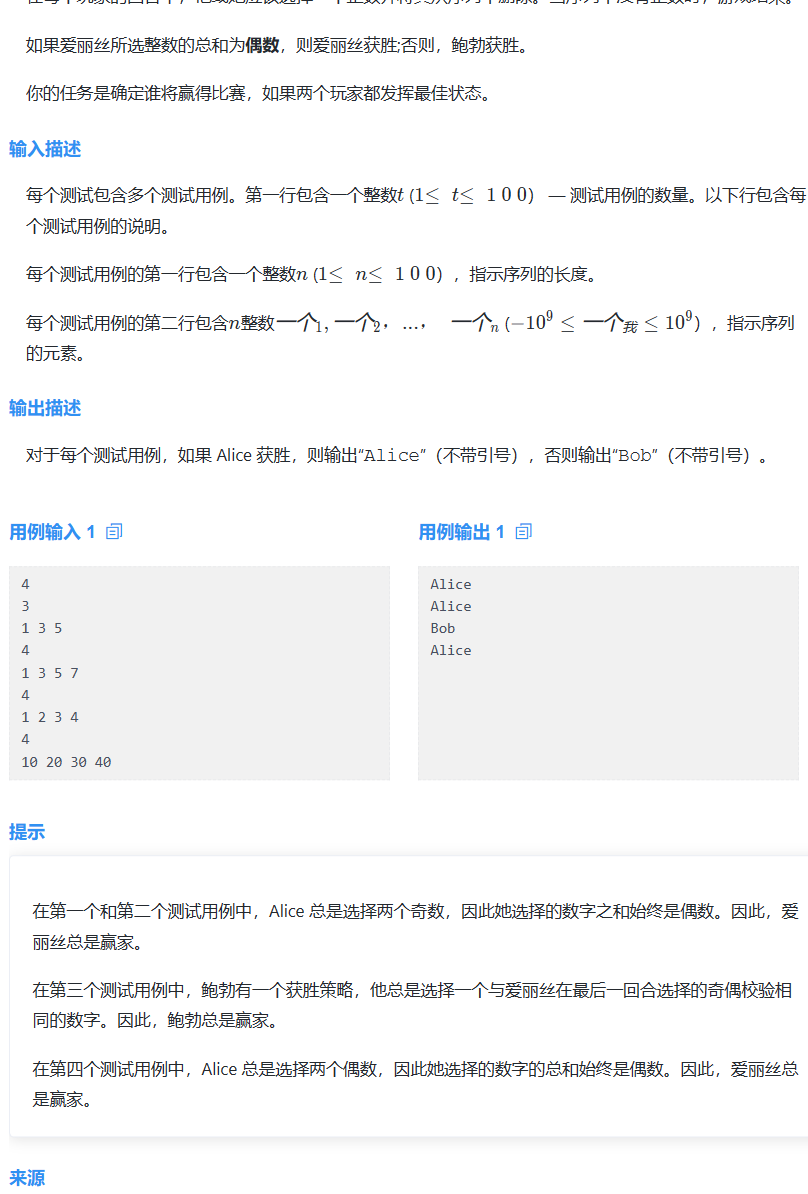 如果爱丽丝所选整数的总和为偶数，则爱丽丝获胜;否则，鲍勃获胜。
你的任务是确定谁将赢得比赛，如果两个玩家都发挥最佳状态。
输入描述
每个测试包含多个测试用例。第一行包含一个整数t (1≤ t≤ 1 0 0） — 测试用例的数量。以下行包含每
个测试用例的说明。
每个测试用例的第一行包含一个整数n (1≤ n≤ 1 0 0），指示序列的长度。
每个测试用例的第二行包含n整数一个₁, 一个₂，...， 一个ₙ (−10⁹ ≤ 一个我 ≤ 10⁹），指示序列
的元素。
输出描述
对于每个测试用例，如果 Alice 获胜，则输出“Alice”（不带引号），否则输出“Bob”（不带引号）。
用例输入 1
4
3
1 3 5
4
1 3 5 7
4
1 2 3 4
4
10 20 30 40
用例输出 1
Alice
Alice
Bob
Alice
提示
在第一个和第二个测试用例中，Alice 总是选择两个奇数，因此她选择的数字之和始终是偶数。因此，爱
丽丝总是赢家。
在第三个测试用例中，鲍勃有一个获胜策略，他总是选择一个与爱丽丝在最后一回合选择的奇偶校验相
同的数字。因此，鲍勃总是赢家。
在第四个测试用例中，Alice 总是选择两个偶数，因此她选择的数字的总和始终是偶数。因此，爱丽丝总
是赢家。
来源